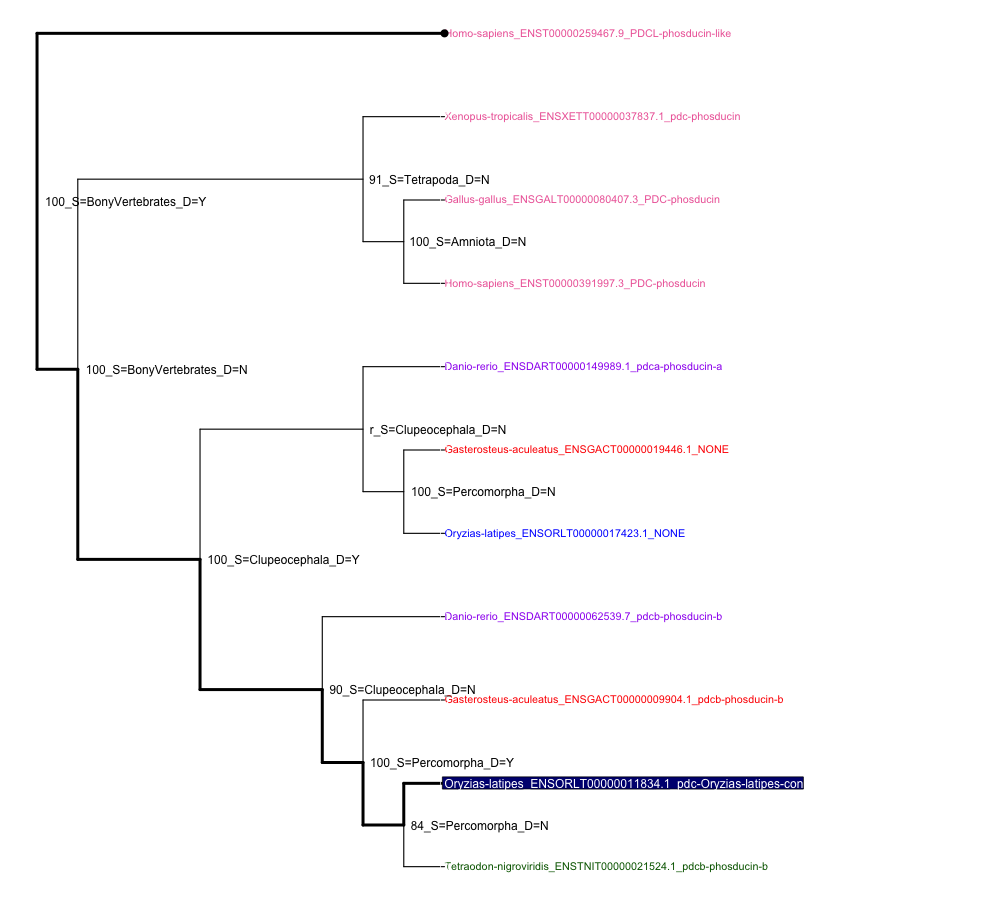 Homo-sapiens_ENST00000259467.9_PDCL-phosducin-like
Xenopus-tropicalis_ENSXETT00000037837.1_pdc-phosducin
91_S=Tetrapoda_D=N
Gallus-gallus_ENSGALT00000080407.3_PDC-phosducin
100_S=BonyVertebrates_D=Y
100_S=Amniota_D=N
Homo-sapiens_ENST00000391997.3_PDC-phosducin
Danio-rerio_ENSDART00000149989.1_pdca-phosducin-a
100_S=BonyVertebrates_D=N
r_S=Clupeocephala_D=N
Gasterosteus-aculeatus_ENSGACT00000019446.1_NONE
100_S=Percomorpha_D=N
Oryzias-latipes_ENSORLT00000017423.1_NONE
100_S=Clupeocephala_D=Y
Danio-rerio_ENSDART00000062539.7_pdcb-phosducin-b
90_S=Clupeocephala_D=N
Gasterosteus-aculeatus_ENSGACT00000009904.1_pdcb-phosducin-b
100_S=Percomorpha_D=Y
Oryzias-latipes_ENSORLT00000011834.1_pdc-Oryzias-latipes-con
84_S=Percomorpha_D=N
Tetraodon-nigroviridis_ENSTNIT00000021524.1_pdcb-phosducin-b